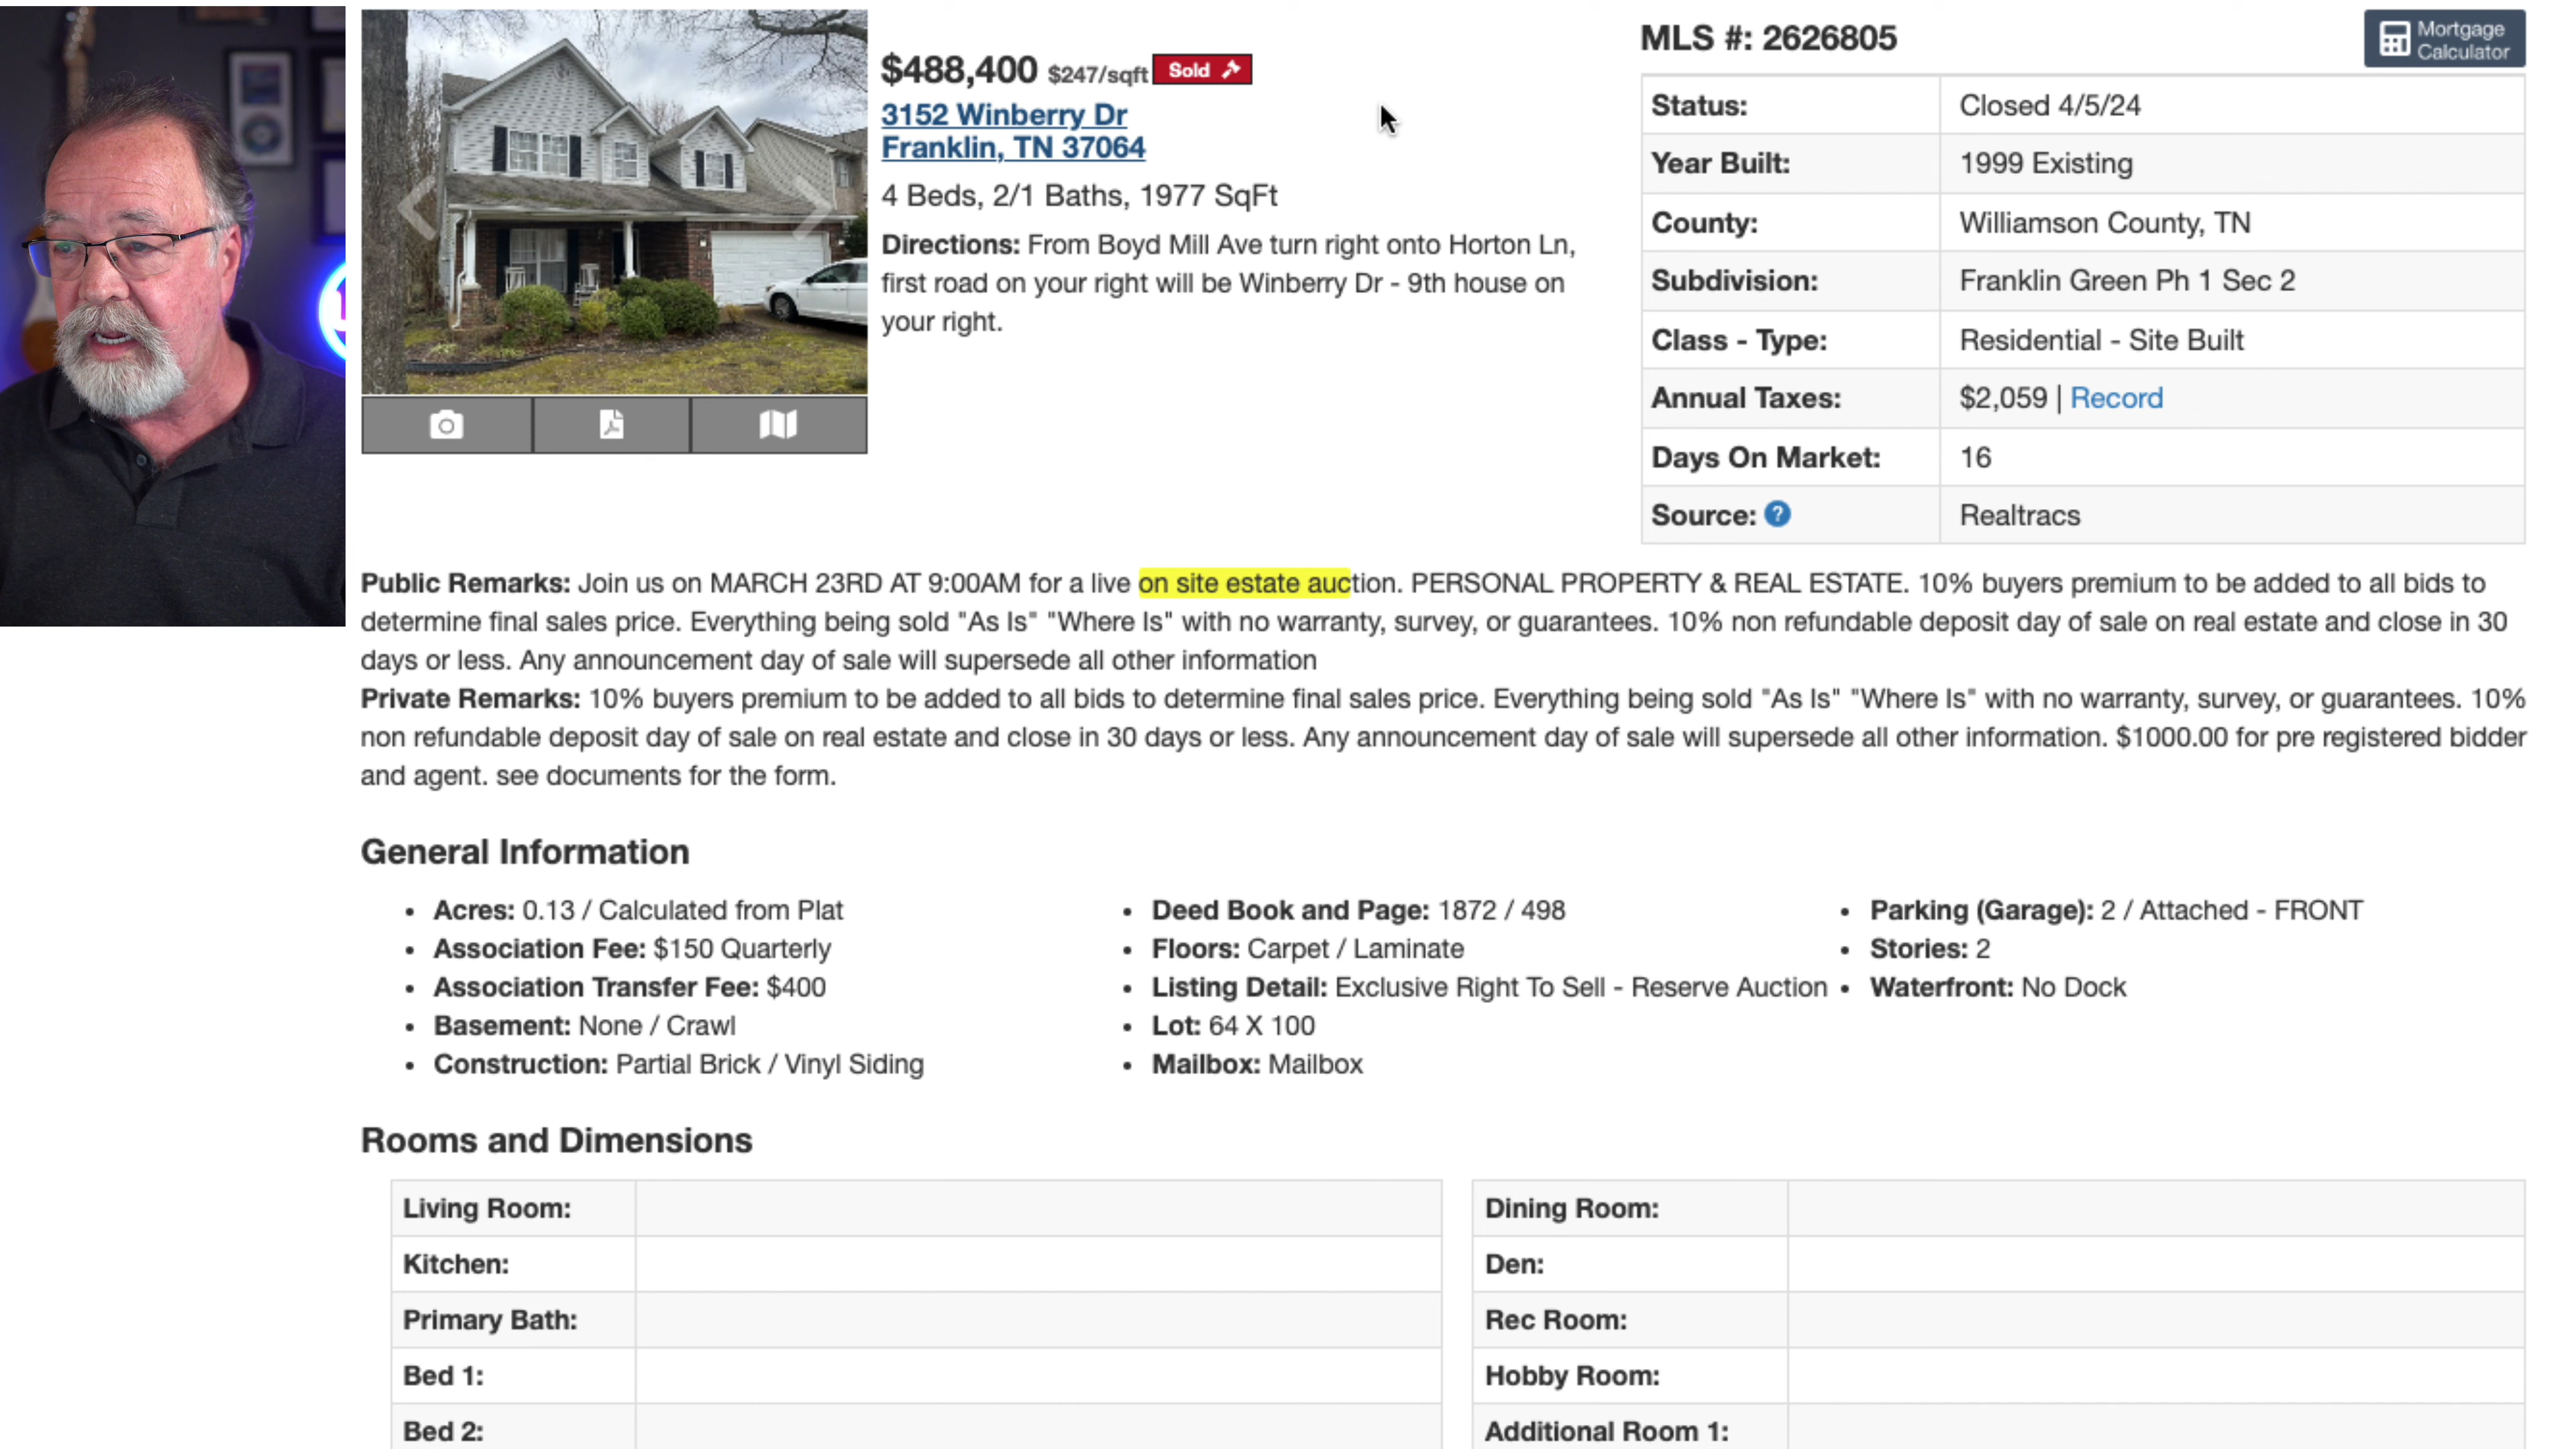 $488,400 $247/sqft Sold
3152 Winberry Dr
Franklin, TN 37064
4 Beds, 2/1 Baths, 1977 SqFt
Directions: From Boyd Mill Ave turn right onto Horton Ln,
first road on your right will be Winberry Dr - 9th house on
your right.
MLS #: 2626805
Mortgage
Calculator
Status: Closed 4/5/24
Year Built: 1999 Existing
County: Williamson County, TN
Subdivision: Franklin Green Ph 1 Sec 2
Class - Type: Residential - Site Built
Annual Taxes: $2,059 | Record
Days On Market: 16
Source: ? Realtracs
Public Remarks: Join us on MARCH 23RD AT 9:00AM for a live on site estate auction. PERSONAL PROPERTY & REAL ESTATE. 10% buyers premium to be added to all bids to
determine final sales price. Everything being sold "As Is" "Where Is" with no warranty, survey, or guarantees. 10% non refundable deposit day of sale on real estate and close in 30
days or less. Any announcement day of sale will supersede all other information
Private Remarks: 10% buyers premium to be added to all bids to determine final sales price. Everything being sold "As Is" "Where Is" with no warranty, survey, or guarantees. 10%
non refundable deposit day of sale on real estate and close in 30 days or less. Any announcement day of sale will supersede all other information. $1000.00 for pre registered bidder
and agent. see documents for the form.
General Information
• Acres: 0.13 / Calculated from Plat
• Association Fee: $150 Quarterly
• Association Transfer Fee: $400
• Basement: None / Crawl
• Construction: Partial Brick / Vinyl Siding
• Deed Book and Page: 1872 / 498
• Floors: Carpet / Laminate
• Listing Detail: Exclusive Right To Sell - Reserve Auction
• Lot: 64 X 100
• Mailbox: Mailbox
• Parking (Garage): 2 / Attached - FRONT
• Stories: 2
• Waterfront: No Dock
Rooms and Dimensions
Living Room:
Kitchen:
Primary Bath:
Bed 1:
Bed 2:
Dining Room:
Den:
Rec Room:
Hobby Room:
Additional Room 1: